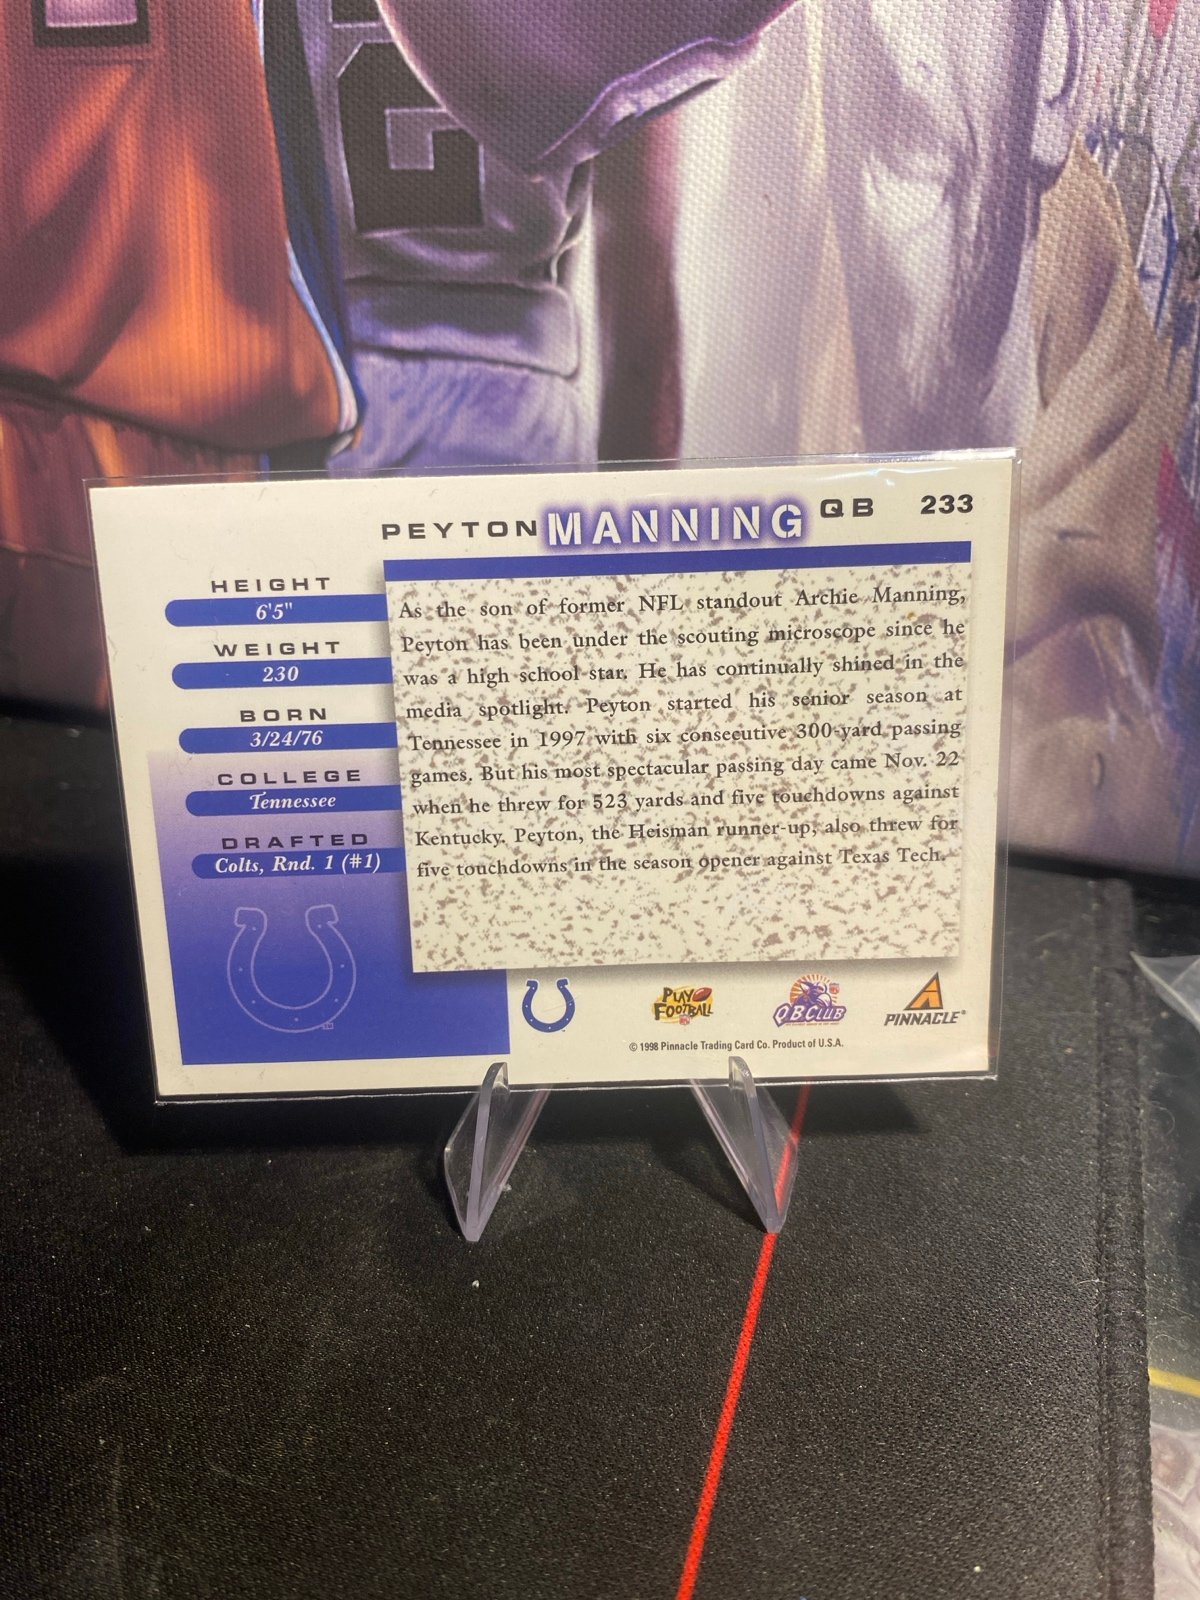 PEYTON MANNING QB 233
HEIGHT
6'5"
WEIGHT
230
BORN
3/24/76
COLLEGE
Tennessee
DRAFTED
Colts, Rnd. 1 (#1)
As the son of former NFL standout Archie Manning,
Peyton has been under the scouting microscope since he
was a high school star. He has continually shined in the
media spotlight. Peyton started his senior season at
Tennessee in 1997 with six consecutive 300-yard passing
games. But his most spectacular passing day came Nov. 22
when he threw for 523 yards and five touchdowns against
Kentucky. Peyton, the Heisman runner-up, also threw for
five touchdowns in the season opener against Texas Tech.
PLAY
FOOTBALL
QB CLUB
PINNACLE®
© 1998 Pinnacle Trading Card Co. Product of U.S.A.
2